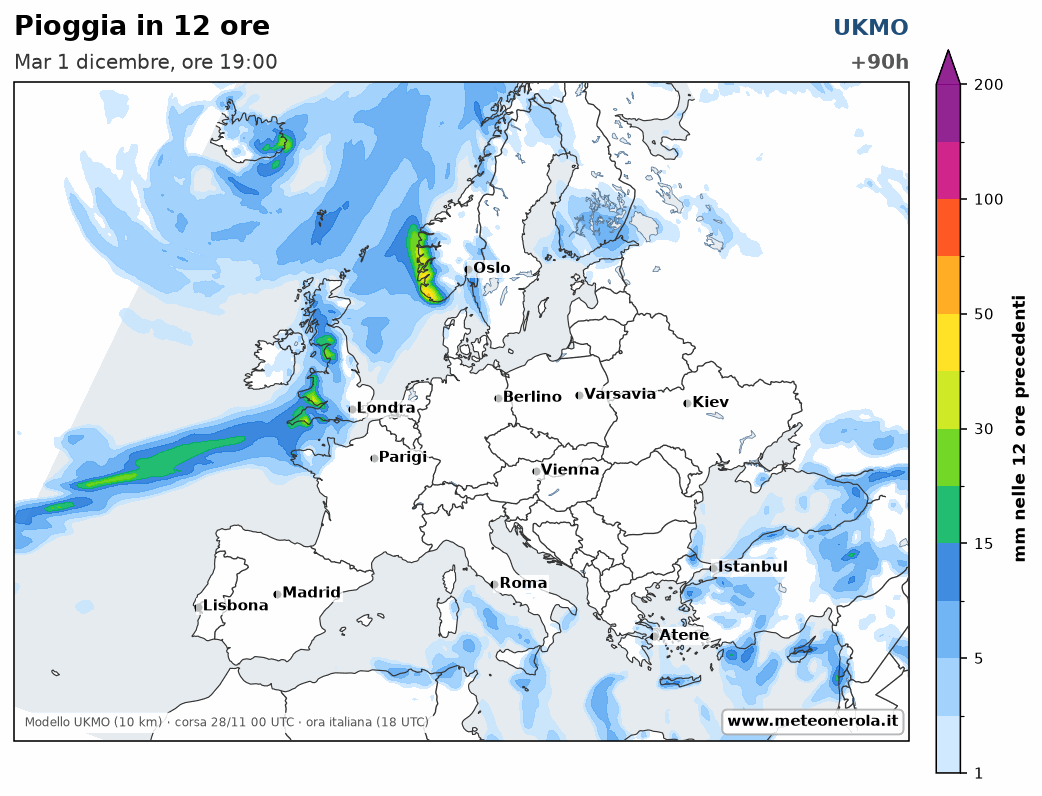 Pioggia in 12 ore
UKMO
Mar 1 dicembre, ore 19:00
+90h
200
100
50
30
15
5
1
mm nelle 12 ore precedenti
Oslo
Berlino
Varsavia
Kiev
Londra
Parigi
Vienna
Istanbul
Roma
Madrid
Lisbona
Atene
Modello UKMO (10 km) · corsa 28/11 00 UTC · ora italiana (18 UTC)
www.meteonerola.it